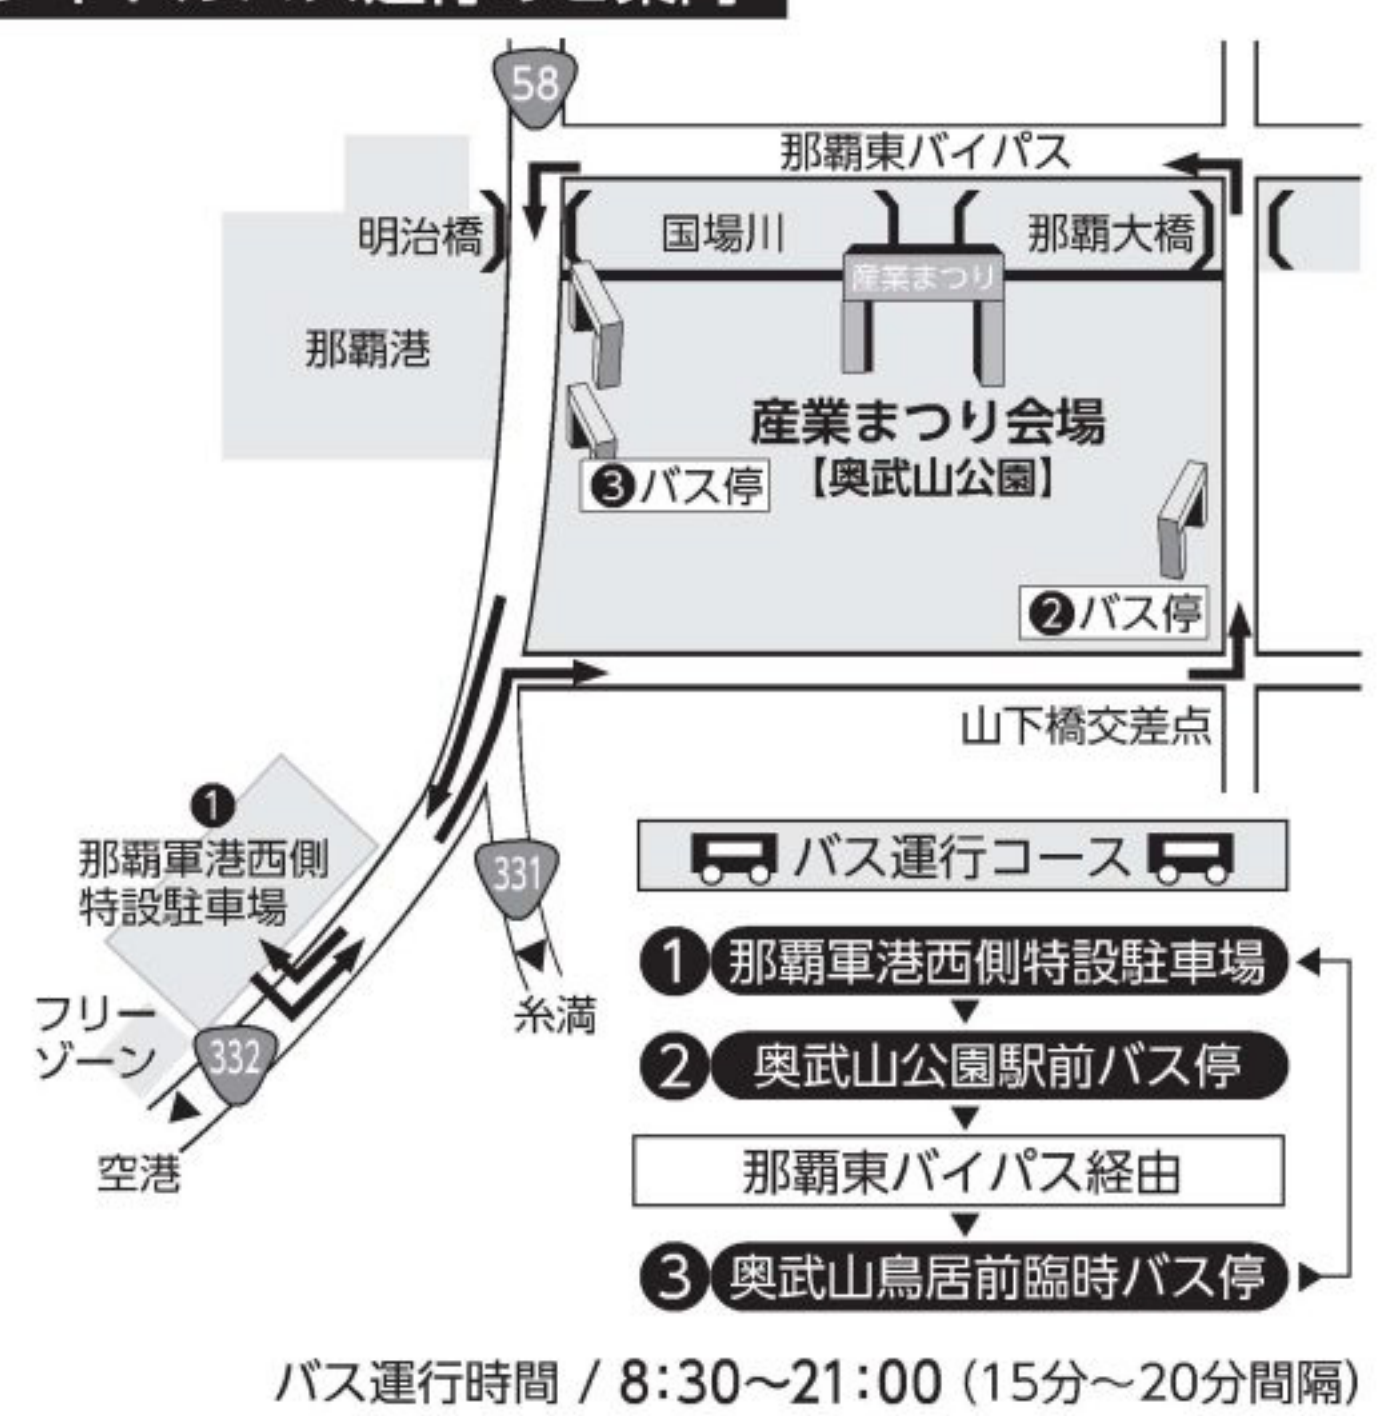 58
那覇東バイパス
明治橋
国場川
那覇大橋
産業まつり
那覇港
産業まつり会場
【奥武山公園】
❸バス停
❷バス停
山下橋交差点
❶
那覇軍港西側
特設駐車場
331
フリー
ゾーン
332
糸満
空港
バス運行コース
❶那覇軍港西側特設駐車場
❷奥武山公園駅前バス停
那覇東バイパス経由
❸奥武山鳥居前臨時バス停
バス運行時間 / 8:30〜21:00 (15分〜20分間隔)